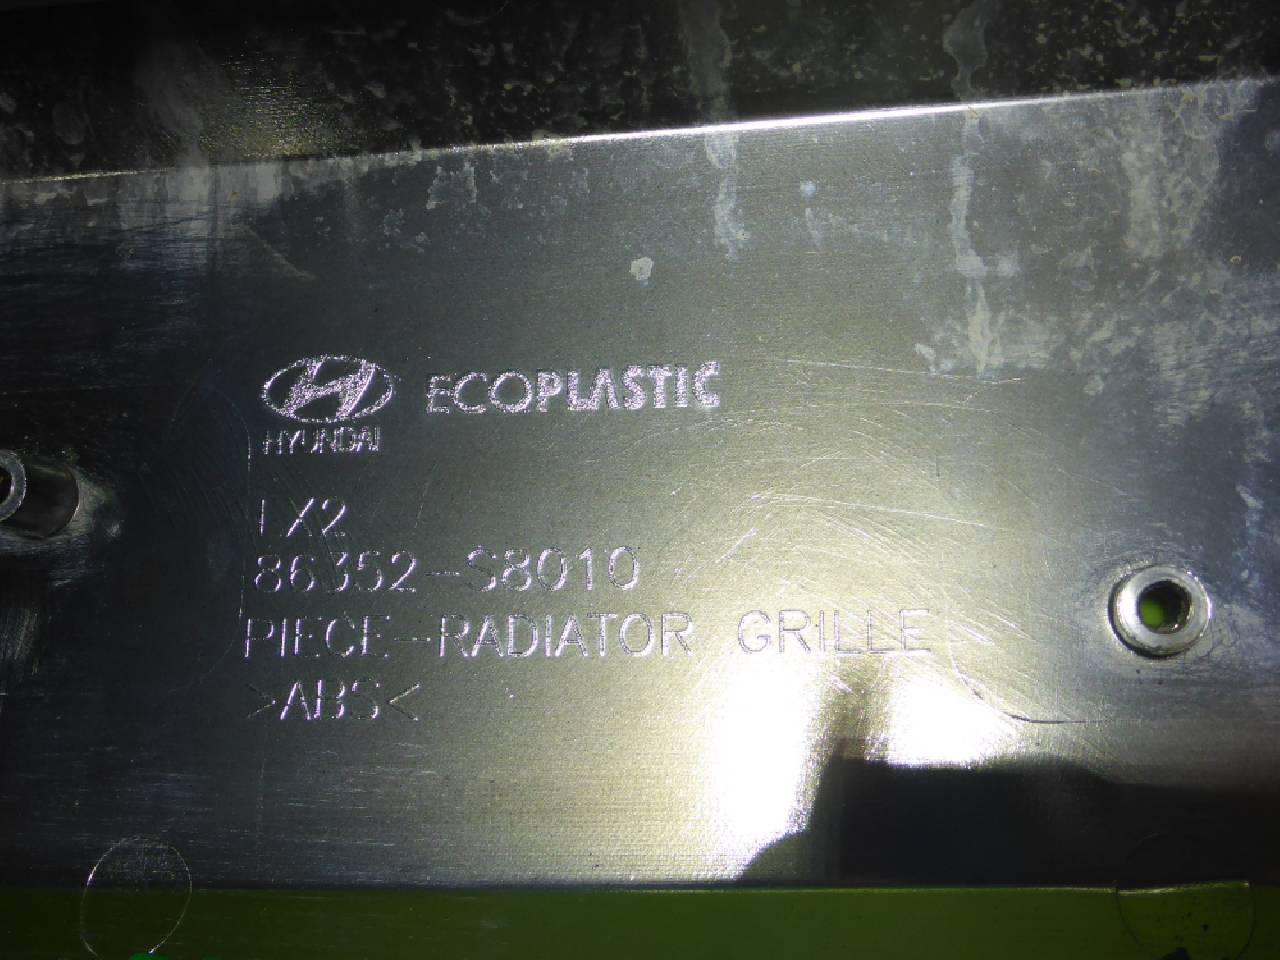 HYUNDAI ECOPLASTIC
LX2
86352-S8010
PIECE-RADIATOR GRILLE
>ABS<